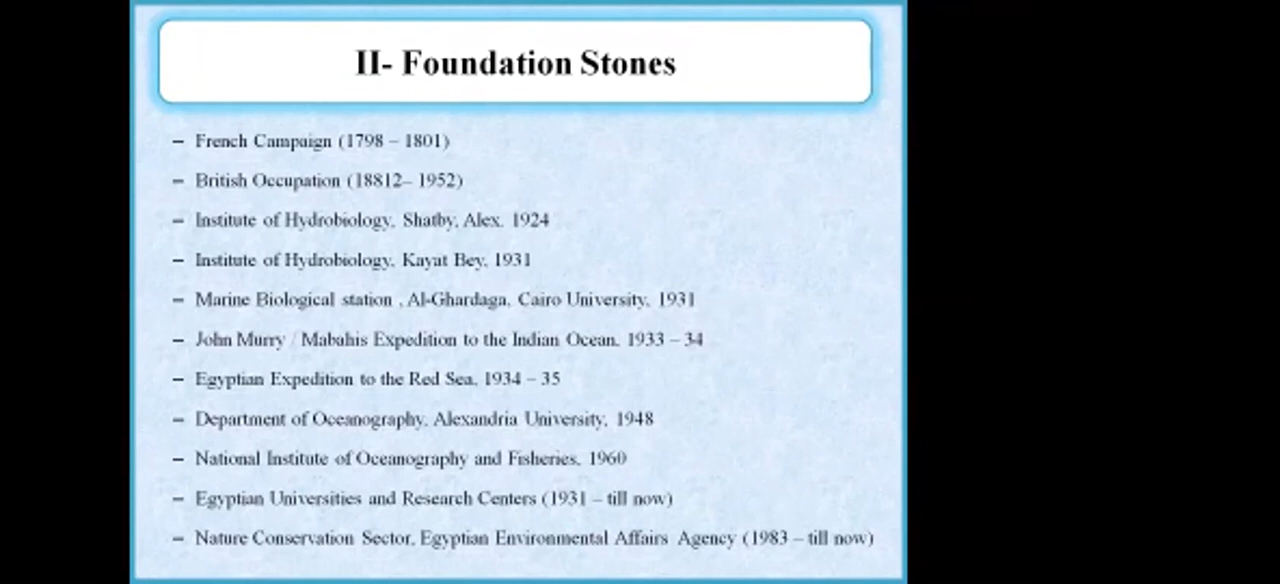 II- Foundation Stones
– French Campaign (1798 – 1801)
– British Occupation (18812– 1952)
– Institute of Hydrobiology, Shatby, Alex. 1924
– Institute of Hydrobiology, Kayat Bey, 1931
– Marine Biological station , Al-Ghardaga, Cairo University, 1931
– John Murry / Mabahis Expedition to the Indian Ocean, 1933 – 34
– Egyptian Expedition to the Red Sea, 1934 – 35
– Department of Oceanography, Alexandria University, 1948
– National Institute of Oceanography and Fisheries, 1960
– Egyptian Universities and Research Centers (1931 – till now)
– Nature Conservation Sector, Egyptian Environmental Affairs Agency (1983 – till now)